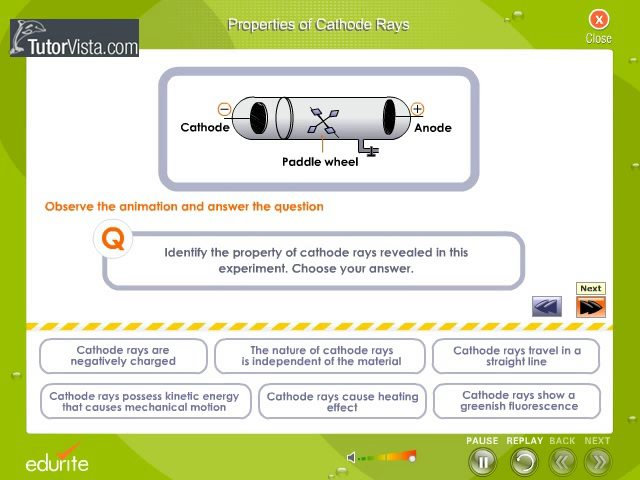 Properties of Cathode Rays
TutorVista.com
X
Close
−
+
Cathode
Anode
Paddle wheel
Observe the animation and answer the question
Q
Identify the property of cathode rays revealed in this
experiment. Choose your answer.
Next
Cathode rays are
negatively charged
The nature of cathode rays
is independent of the material
Cathode rays travel in a
straight line
Cathode rays possess kinetic energy
that causes mechanical motion
Cathode rays cause heating
effect
Cathode rays show a
greenish fluorescence
PAUSE REPLAY BACK NEXT
edurite